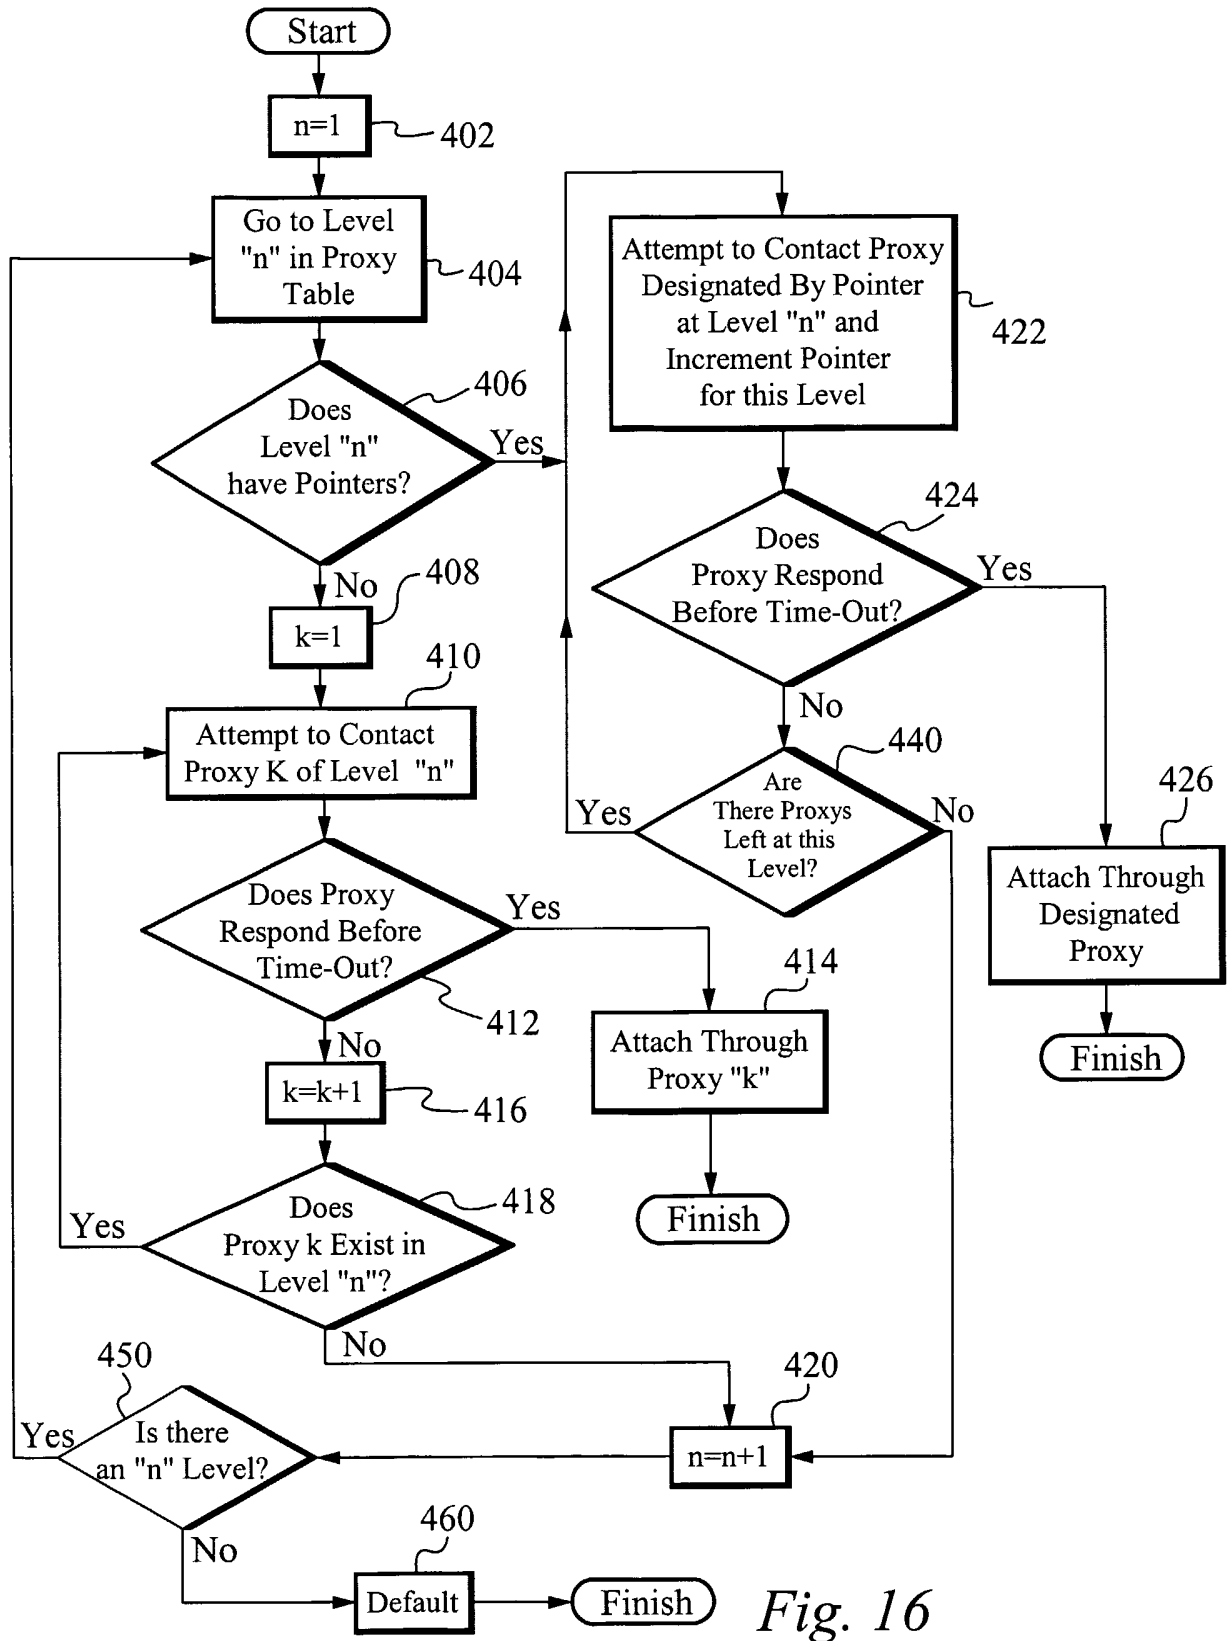 Start
n=1
402
Go to Level
"n" in Proxy
Table
404
Does
Level "n"
have Pointers?
406
Yes
No
k=1
408
Attempt to Contact
Proxy K of Level "n"
410
Does Proxy
Respond Before
Time-Out?
412
Yes
No
Attach Through
Proxy "k"
414
Finish
k=k+1
416
Does
Proxy k Exist in
Level "n"?
418
Yes
No
n=n+1
420
Attempt to Contact Proxy
Designated By Pointer
at Level "n" and
Increment Pointer
for this Level
422
Does
Proxy Respond
Before Time-Out?
424
Yes
No
Attach Through
Designated
Proxy
426
Finish
Are
There Proxys
Left at this
Level?
440
Yes
No
Is there
an "n" Level?
450
Yes
No
Default
460
Finish
Fig. 16